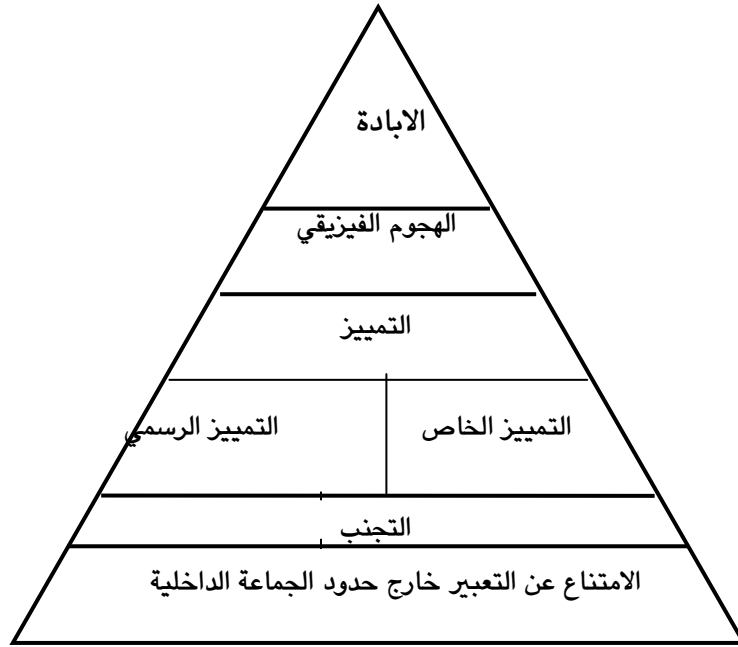 الابادة
الهجوم الفيزيقي
التمييز
التمييز الخاص
التمييز الرسمي
التجنب
الامتناع عن التعبير خارج حدود الجماعة الداخلية